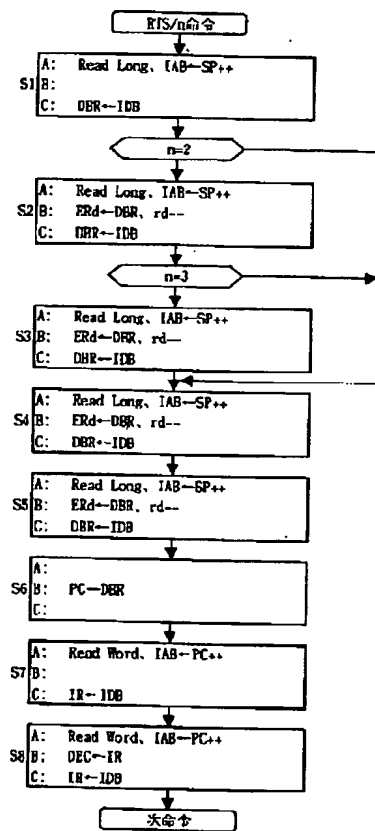 RTS/n命令
A: Read Long、IAB←SP++
S1 B:
C: DBR←IDB
n=2
A: Read Long、IAB←SP++
S2 B: ERd←DBR、rd--
C: DBR←IDB
n=3
A: Read Long、IAB←SP++
S3 B: ERd←DBR、rd--
C: DBR←IDB
A: Read Long、IAB←SP++
S4 B: ERd←DBR、rd--
C: DBR←IDB
A: Read Long、IAB←SP++
S5 B: ERd←DBR、rd--
C: DBR←IDB
A:
S6 B: PC←DBR
C:
A: Read Word、IAB←PC++
S7 B:
C: IR←IDB
A: Read Word、IAB←PC++
S8 B: DEC←IR
C: IR←IDB
次命令